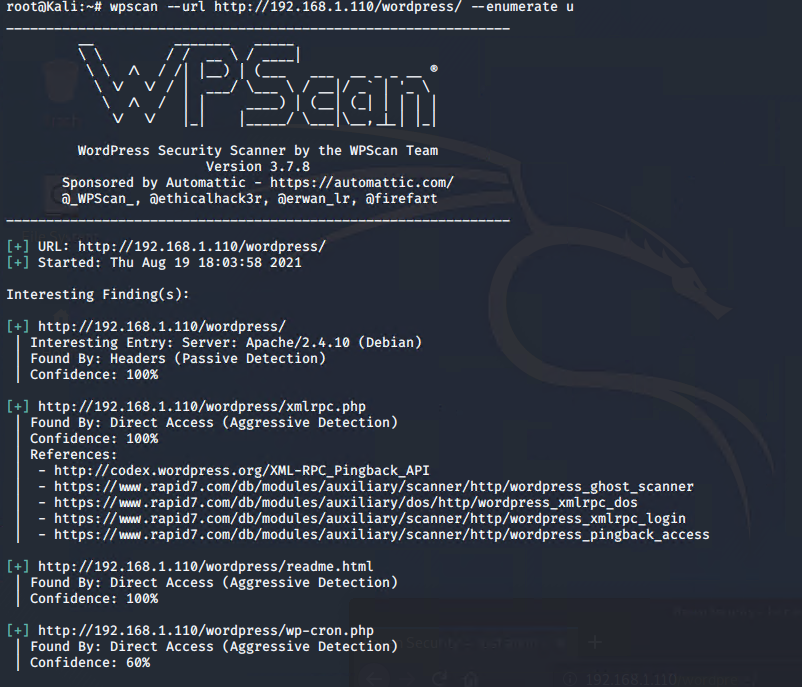 root@Kali:~# wpscan --url http://192.168.1.110/wordpress/ --enumerate u
WPScan ®
WordPress Security Scanner by the WPScan Team
Version 3.7.8
Sponsored by Automattic - https://automattic.com/
@_WPScan_, @ethicalhack3r, @erwan_lr, @firefart
[+] URL: http://192.168.1.110/wordpress/
[+] Started: Thu Aug 19 18:03:58 2021
Interesting Finding(s):
[+] http://192.168.1.110/wordpress/
| Interesting Entry: Server: Apache/2.4.10 (Debian)
| Found By: Headers (Passive Detection)
| Confidence: 100%
[+] http://192.168.1.110/wordpress/xmlrpc.php
| Found By: Direct Access (Aggressive Detection)
| Confidence: 100%
| References:
| - http://codex.wordpress.org/XML-RPC_Pingback_API
| - https://www.rapid7.com/db/modules/auxiliary/scanner/http/wordpress_ghost_scanner
| - https://www.rapid7.com/db/modules/auxiliary/dos/http/wordpress_xmlrpc_dos
| - https://www.rapid7.com/db/modules/auxiliary/scanner/http/wordpress_xmlrpc_login
| - https://www.rapid7.com/db/modules/auxiliary/scanner/http/wordpress_pingback_access
[+] http://192.168.1.110/wordpress/readme.html
| Found By: Direct Access (Aggressive Detection)
| Confidence: 100%
[+] http://192.168.1.110/wordpress/wp-cron.php
| Found By: Direct Access (Aggressive Detection)
| Confidence: 60%